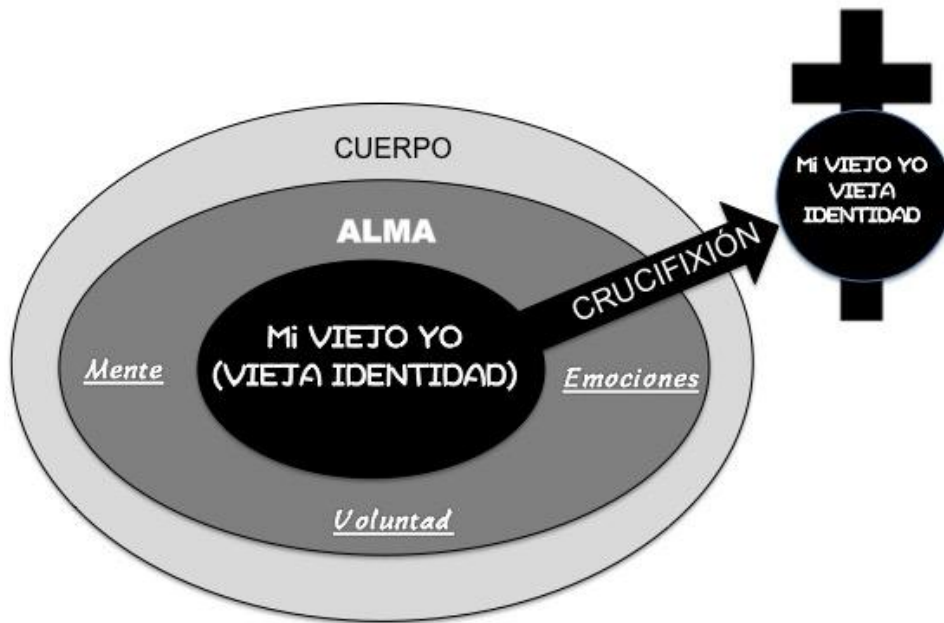 CUERPO
ALMA
Mi VIEJO YO
(VIEJA IDENTIDAD)
Mente
Emociones
Voluntad
CRUCIFIXIÓN
Mi VIEJO YO
VIEJA
IDENTIDAD